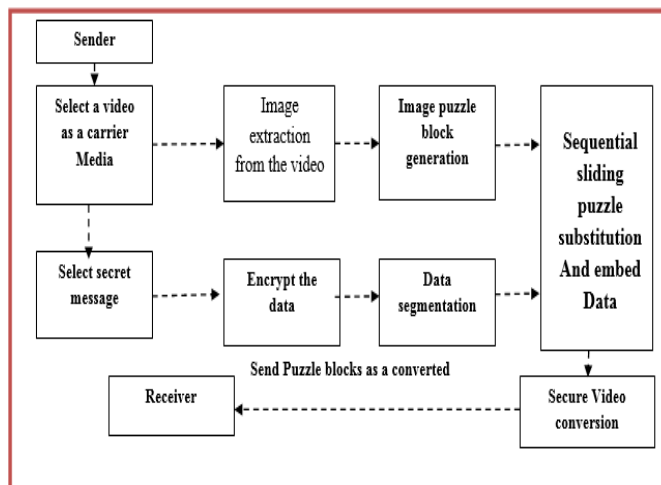 Sender
Select a video
as a carrier
Media
Image
extraction
from the video
Image puzzle
block
generation
Sequential
sliding
puzzle
substitution
And embed
Data
Select secret
message
Encrypt the
data
Data
segmentation
Send Puzzle blocks as a converted
Receiver
Secure Video
conversion